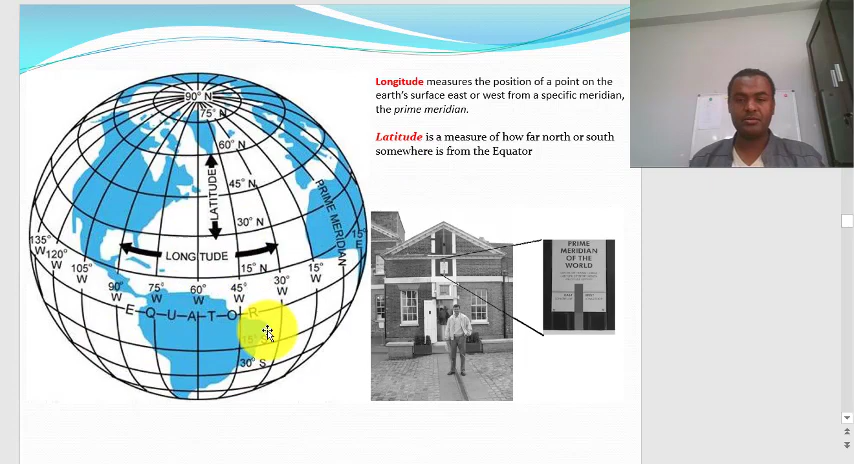 Longitude measures the position of a point on the
earth's surface east or west from a specific meridian,
the prime meridian.
Latitude is a measure of how far north or south
somewhere is from the Equator
90° N
75° N
60° N
45° N
30° N
15° N
LATITUDE
LONGITUDE
PRIME MERIDIAN
135° W
120° W
105° W
90° W
75° W
60° W
45° W
30° W
15° W
15° E
EQUATOR
15° S
30° S
PRIME
MERIDIAN
OF THE
WORLD